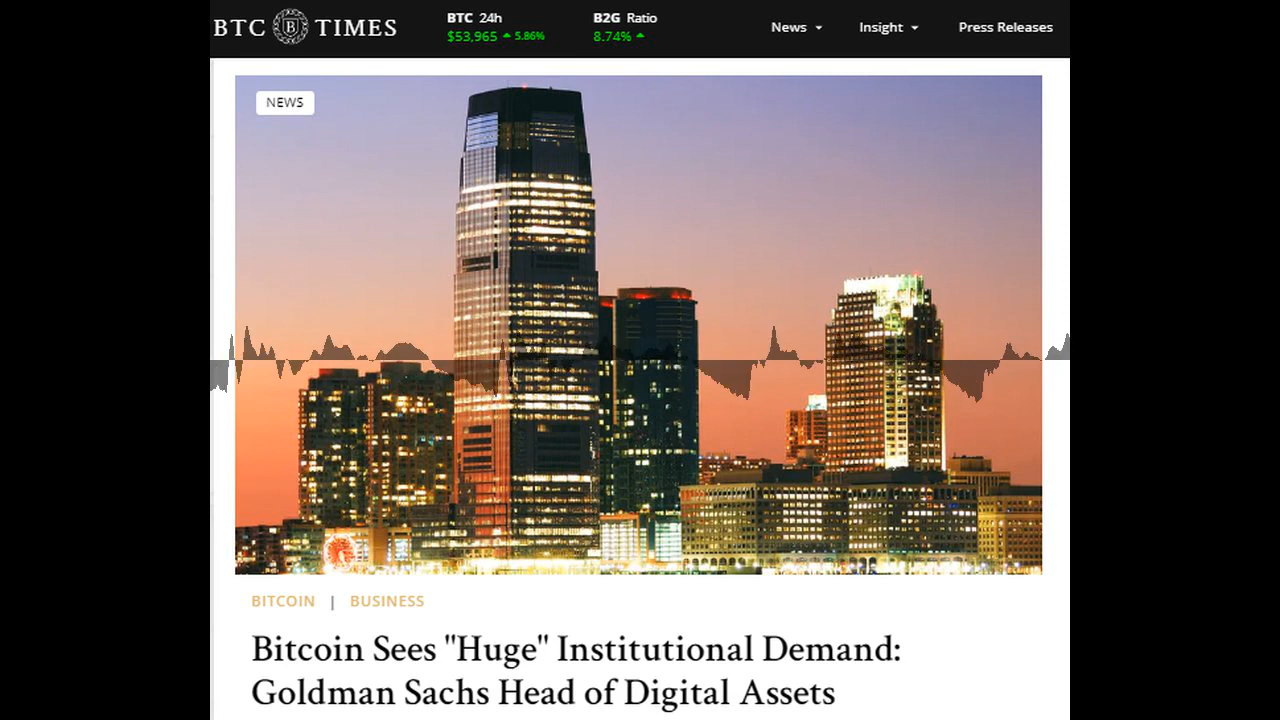 BTC B TIMES
BTC 24h
$53,965 5.86%
B2G Ratio
8.74%
News
Insight
Press Releases
NEWS
BITCOIN | BUSINESS
Bitcoin Sees "Huge" Institutional Demand:
Goldman Sachs Head of Digital Assets